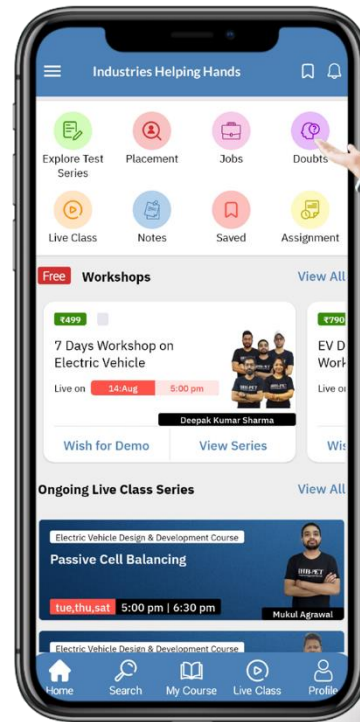 Industries Helping Hands
Explore Test Series
Placement
Jobs
Doubts
Live Class
Notes
Saved
Assignment
Free Workshops View All
₹499
7 Days Workshop on
Electric Vehicle
Live on 14:Aug 5:00 pm
Deepak Kumar Sharma
Wish for Demo View Series
₹790
EV D
Work
Live o
Wis
Ongoing Live Class Series View All
Electric Vehicle Design & Development Course
Passive Cell Balancing
tue,thu,sat 5:00 pm | 6:30 pm
Mukul Agrawal
Electric Vehicle Design & Development Course
Home Search My Course Live Class Profile